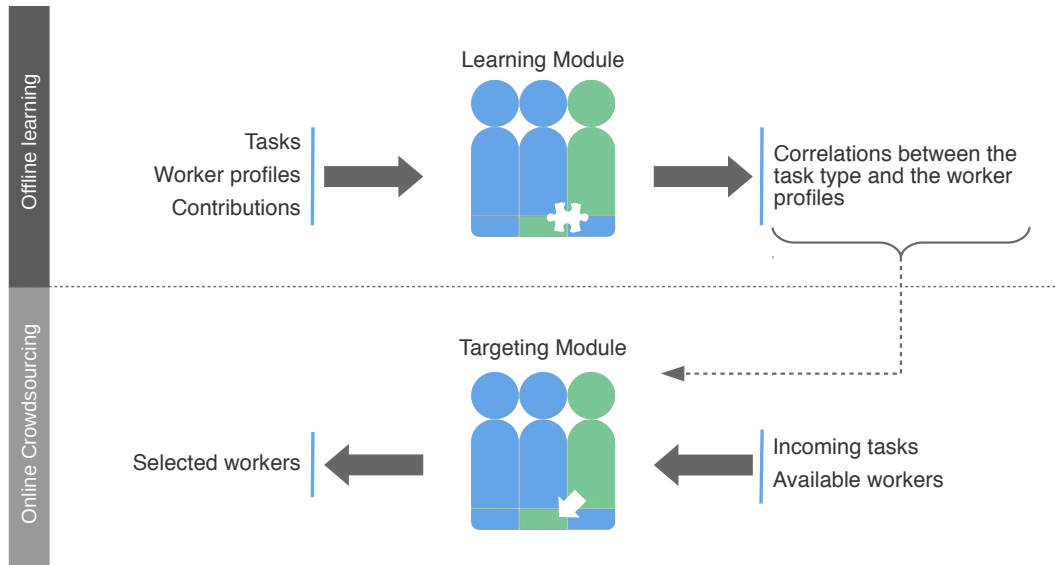 Offline learning
Learning Module
Tasks
Worker profiles
Contributions
Correlations between the
task type and the worker
profiles
Online Crowdsourcing
Targeting Module
Selected workers
Incoming tasks
Available workers